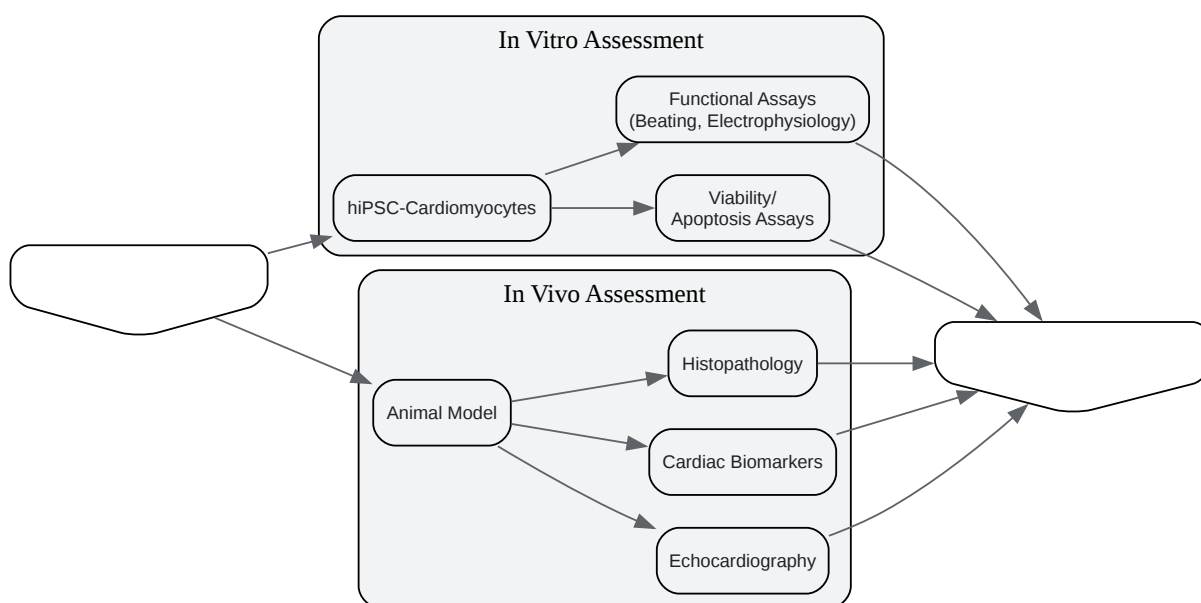 In Vitro Assessment
Functional Assays
(Beating, Electrophysiology)
hiPSC-Cardiomyocytes
Viability/
Apoptosis Assays
In Vivo Assessment
Histopathology
Animal Model
Cardiac Biomarkers
Echocardiography